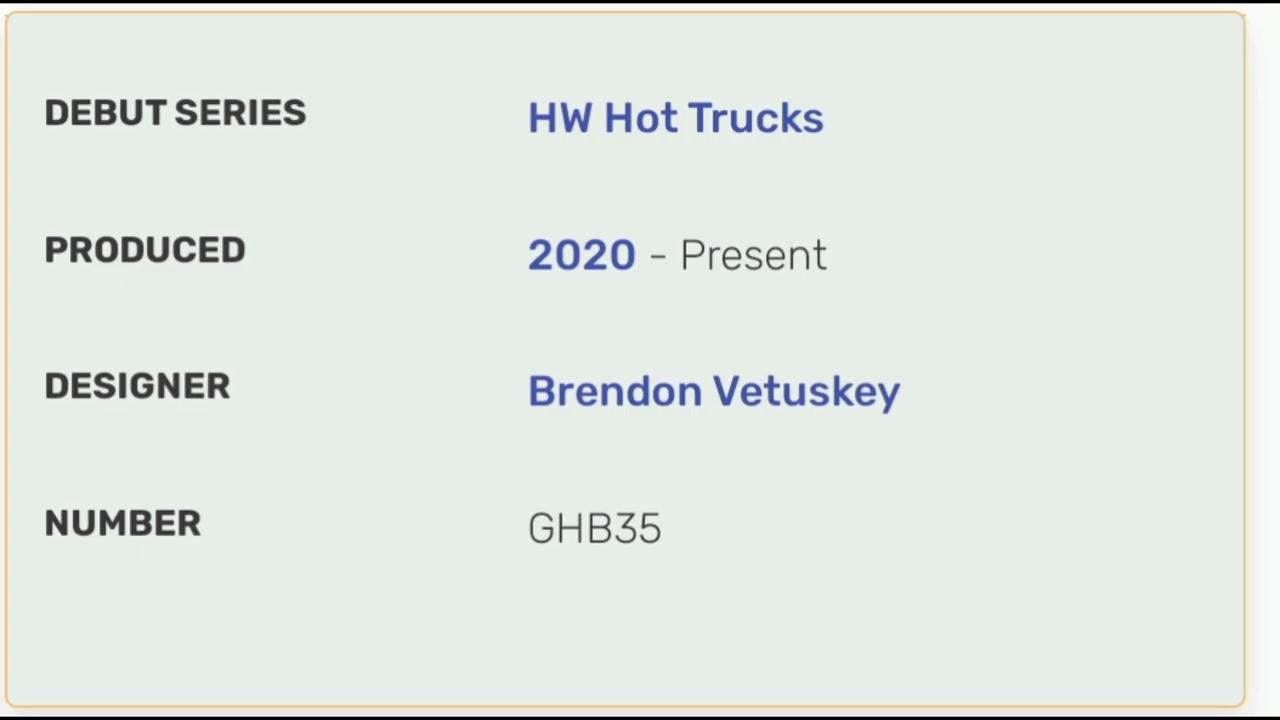 DEBUT SERIES HW Hot Trucks
PRODUCED 2020 - Present
DESIGNER Brendon Vetuskey
NUMBER GHB35